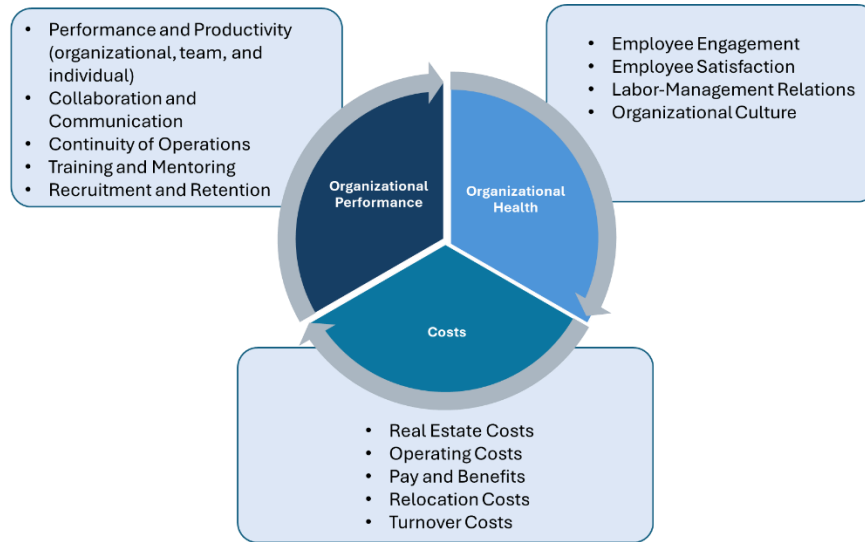 • Performance and Productivity
(organizational, team, and
individual)
• Collaboration and
Communication
• Continuity of Operations
• Training and Mentoring
• Recruitment and Retention
• Employee Engagement
• Employee Satisfaction
• Labor-Management Relations
• Organizational Culture
Organizational
Performance
Organizational
Health
Costs
• Real Estate Costs
• Operating Costs
• Pay and Benefits
• Relocation Costs
• Turnover Costs